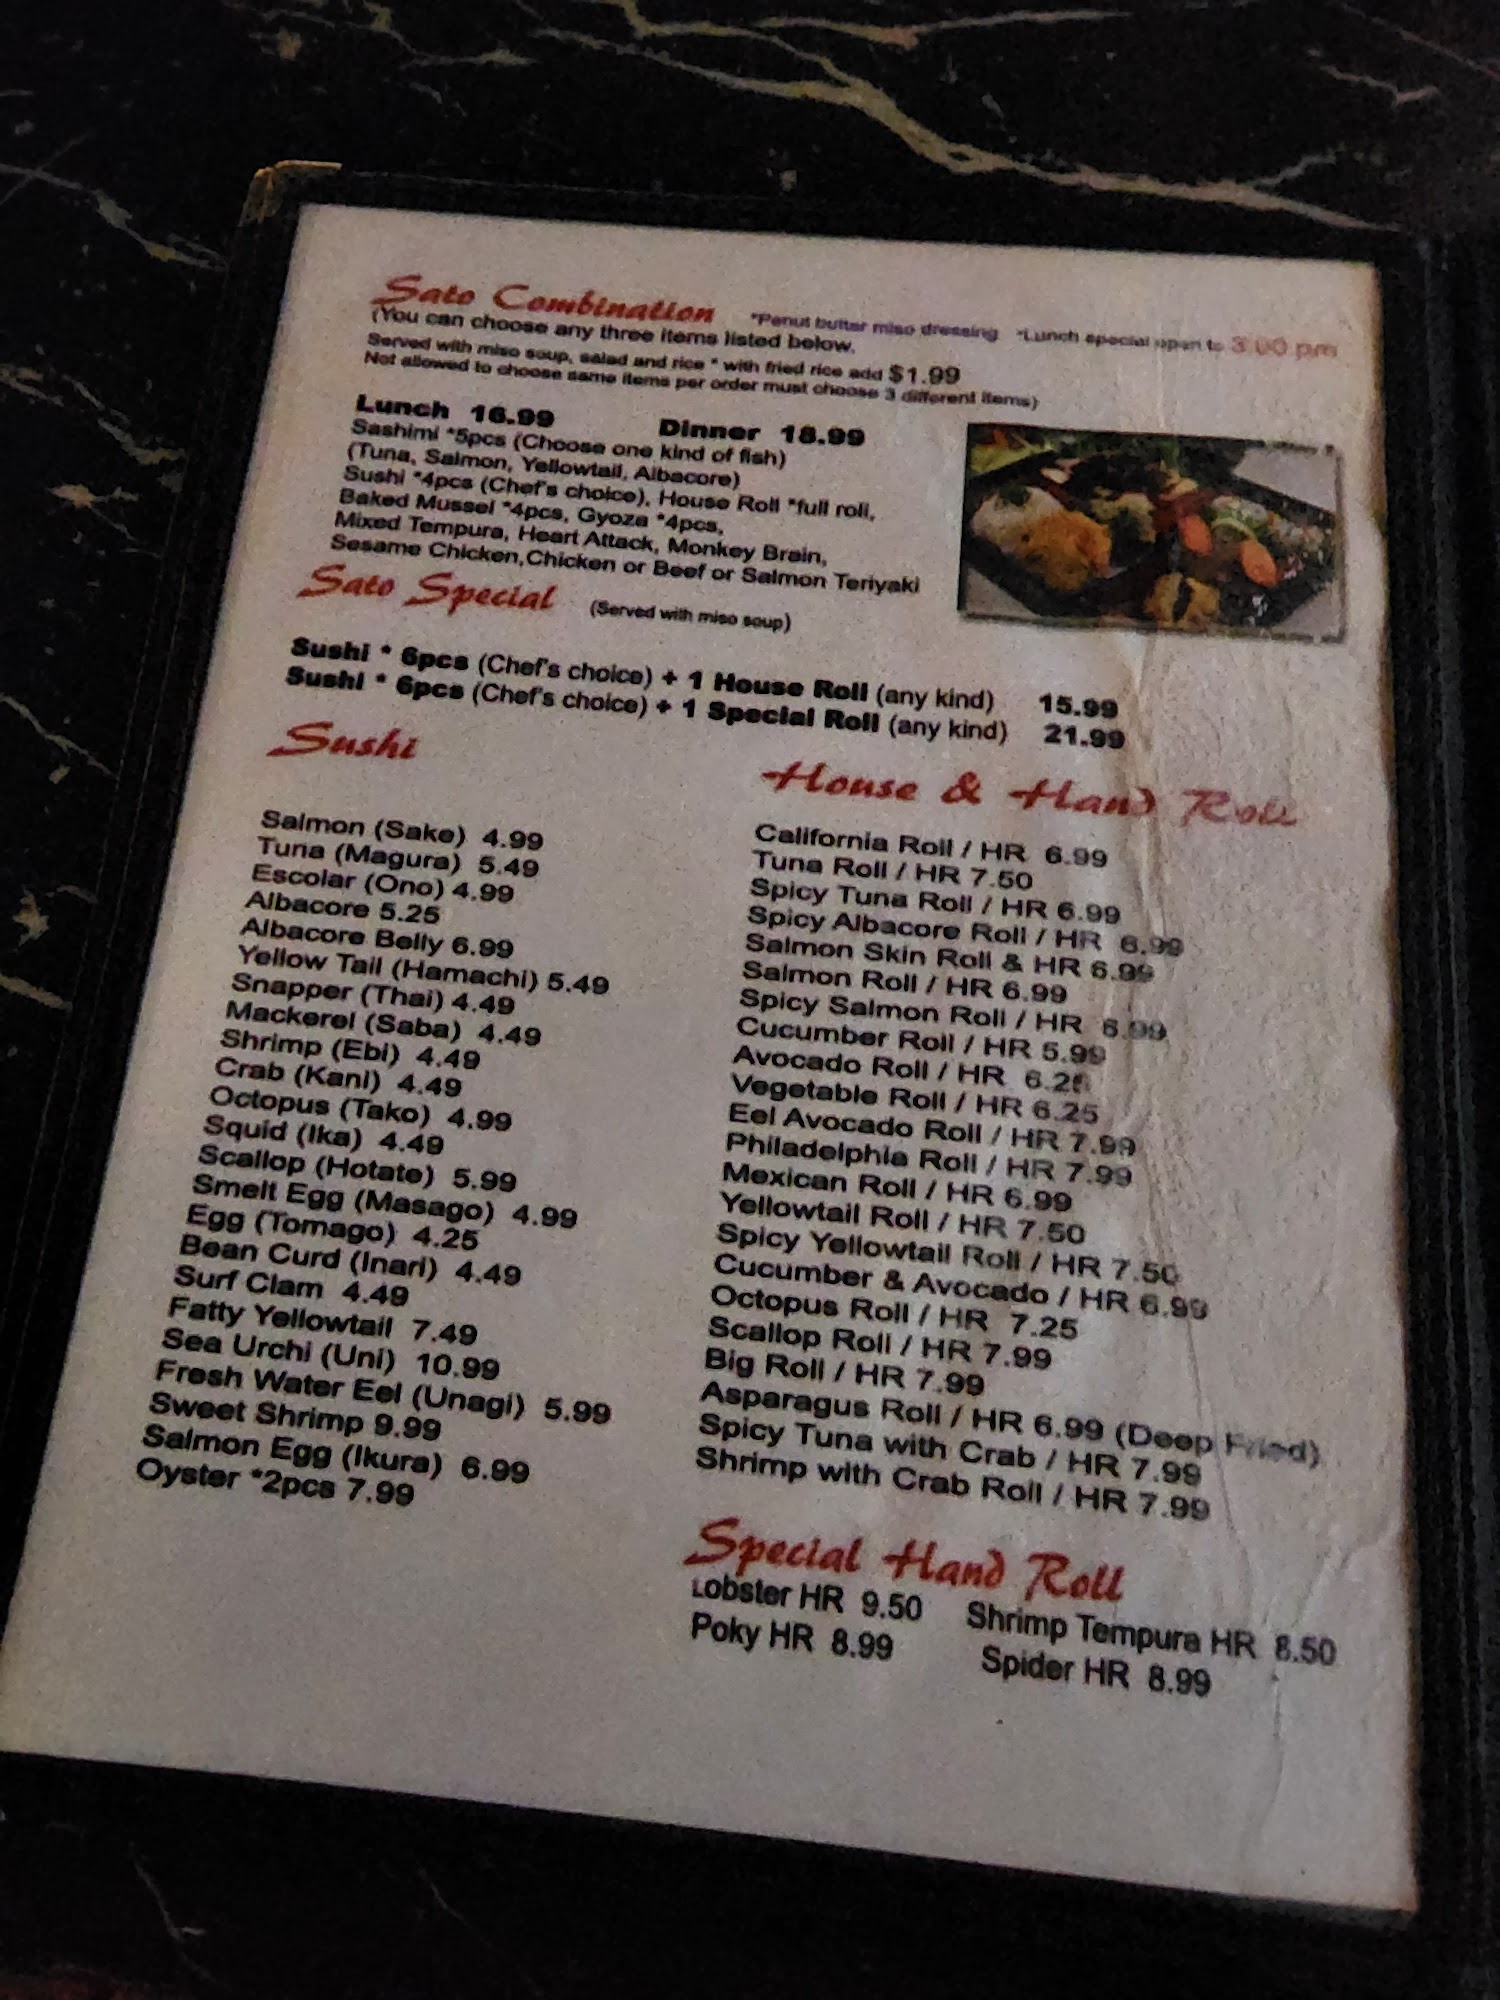 Sato Combination *Penut butter miso dressing *Lunch special open to 3:00 pm
(You can choose any three items listed below.
Served with miso soup, salad and rice * with fried rice add $1.99
Not allowed to choose same items per order must choose 3 different items)
Lunch 16.99 Dinner 18.99
Sashimi *5pcs (Choose one kind of fish)
(Tuna, Salmon, Yellowtail, Albacore)
Sushi *4pcs (Chef's choice), House Roll *full roll,
Baked Mussel *4pcs, Gyoza *4pcs,
Mixed Tempura, Heart Attack, Monkey Brain,
Sesame Chicken,Chicken or Beef or Salmon Teriyaki
Sato Special (Served with miso soup)
Sushi * 6pcs (Chef's choice) + 1 House Roll (any kind) 15.99
Sushi * 6pcs (Chef's choice) + 1 Special Roll (any kind) 21.99
Sushi
Salmon (Sake) 4.99
Tuna (Magura) 5.49
Escolar (Ono) 4.99
Albacore 5.25
Albacore Belly 6.99
Yellow Tail (Hamachi) 5.49
Snapper (Thai) 4.49
Mackerel (Saba) 4.49
Shrimp (Ebi) 4.49
Crab (Kani) 4.49
Octopus (Tako) 4.99
Squid (Ika) 4.49
Scallop (Hotate) 5.99
Smelt Egg (Masago) 4.99
Egg (Tomago) 4.25
Bean Curd (Inari) 4.49
Surf Clam 4.49
Fatty Yellowtail 7.49
Sea Urchi (Uni) 10.99
Fresh Water Eel (Unagi) 5.99
Sweet Shrimp 9.99
Salmon Egg (Ikura) 6.99
Oyster *2pcs 7.99
House & Hand Roll
California Roll / HR 6.99
Tuna Roll / HR 7.50
Spicy Tuna Roll / HR 6.99
Spicy Albacore Roll / HR 6.99
Salmon Skin Roll & HR 6.99
Salmon Roll / HR 6.99
Spicy Salmon Roll / HR 6.99
Cucumber Roll / HR 5.99
Avocado Roll / HR 6.25
Vegetable Roll / HR 6.25
Eel Avocado Roll / HR 7.99
Philadelphia Roll / HR 7.99
Mexican Roll / HR 6.99
Yellowtail Roll / HR 7.50
Spicy Yellowtail Roll / HR 7.50
Cucumber & Avocado / HR 6.99
Octopus Roll / HR 7.25
Scallop Roll / HR 7.99
Big Roll / HR 7.99
Asparagus Roll / HR 6.99 (Deep Fried)
Spicy Tuna with Crab / HR 7.99
Shrimp with Crab Roll / HR 7.99
Special Hand Roll
Lobster HR 9.50 Shrimp Tempura HR 8.50
Poky HR 8.99 Spider HR 8.99